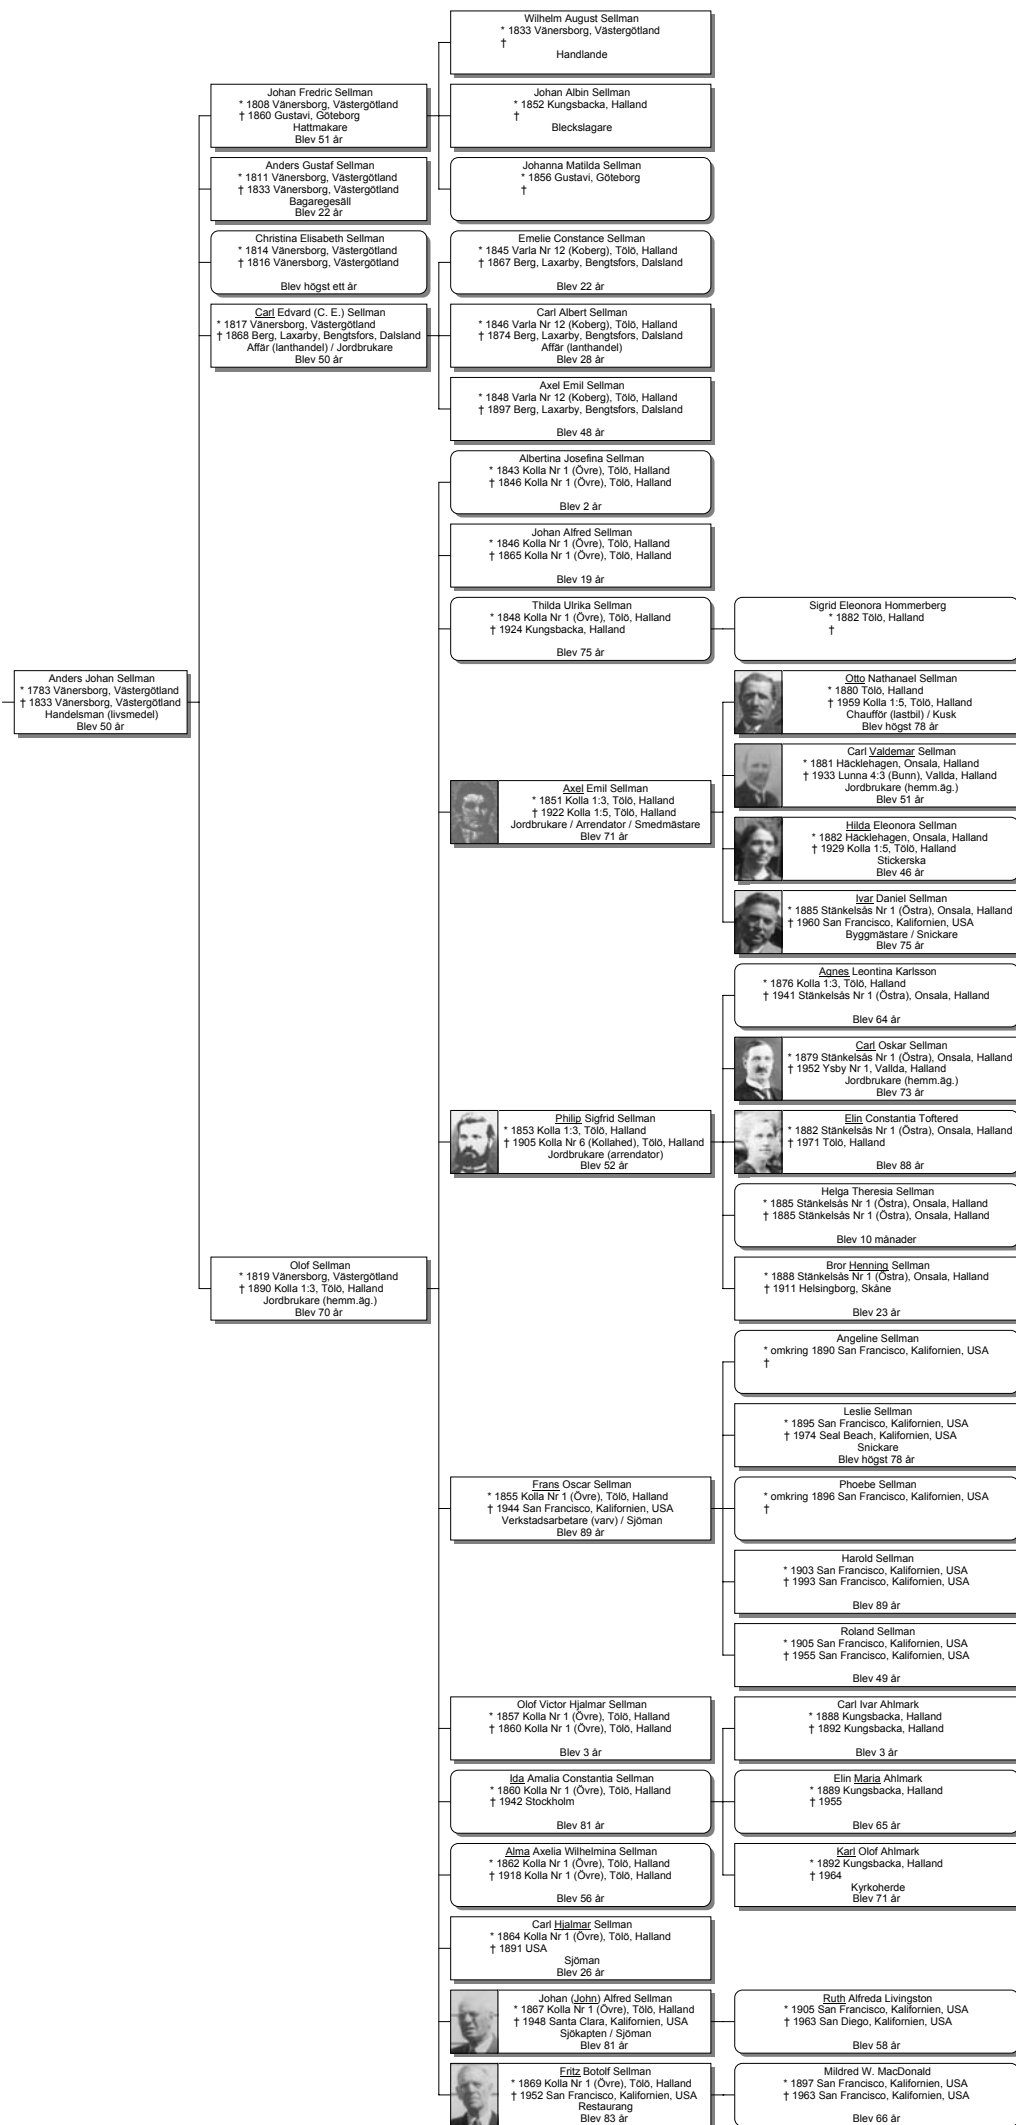 Wilhelm August Sellman
* 1833 Vänersborg, Västergötland
†
Handlande
Johan Fredric Sellman
* 1808 Vänersborg, Västergötland
† 1860 Gustavi, Göteborg
Hattmakare
Blev 51 år
Johan Albin Sellman
* 1852 Kungsbacka, Halland
†
Bleckslagare
Anders Gustaf Sellman
* 1811 Vänersborg, Västergötland
† 1833 Vänersborg, Västergötland
Bagaregesäll
Blev 22 år
Johanna Matilda Sellman
* 1856 Gustavi, Göteborg
†
Christina Elisabeth Sellman
* 1814 Vänersborg, Västergötland
† 1816 Vänersborg, Västergötland
Blev högst ett år
Emelie Constance Sellman
* 1845 Varla Nr 12 (Koberg), Tölö, Halland
† 1867 Berg, Laxarby, Bengtsfors, Dalsland
Blev 22 år
Carl Edvard (C. E.) Sellman
* 1817 Vänersborg, Västergötland
† 1868 Berg, Laxarby, Bengtsfors, Dalsland
Affär (lanthandel) / Jordbrukare
Blev 50 år
Carl Albert Sellman
* 1846 Varla Nr 12 (Koberg), Tölö, Halland
† 1874 Berg, Laxarby, Bengtsfors, Dalsland
Affär (lanthandel)
Blev 28 år
Axel Emil Sellman
* 1848 Varla Nr 12 (Koberg), Tölö, Halland
† 1897 Berg, Laxarby, Bengtsfors, Dalsland
Blev 48 år
Albertina Josefina Sellman
* 1843 Kolla Nr 1 (Övre), Tölö, Halland
† 1846 Kolla Nr 1 (Övre), Tölö, Halland
Blev 2 år
Johan Alfred Sellman
* 1846 Kolla Nr 1 (Övre), Tölö, Halland
† 1865 Kolla Nr 1 (Övre), Tölö, Halland
Blev 19 år
Thilda Ulrika Sellman
* 1848 Kolla Nr 1 (Övre), Tölö, Halland
† 1924 Kungsbacka, Halland
Blev 75 år
Sigrid Eleonora Hommerberg
* 1882 Tölö, Halland
†
Anders Johan Sellman
* 1783 Vänersborg, Västergötland
† 1833 Vänersborg, Västergötland
Handelsman (livsmedel)
Blev 50 år
Otto Nathanael Sellman
* 1880 Tölö, Halland
† 1959 Kolla 1:5, Tölö, Halland
Chaufför (lastbil) / Kusk
Blev högst 78 år
Carl Valdemar Sellman
* 1881 Häcklehagen, Onsala, Halland
† 1933 Lunna 4:3 (Bunn), Vallda, Halland
Jordbrukare (hemm.äg.)
Blev 51 år
Axel Emil Sellman
* 1851 Kolla 1:3, Tölö, Halland
† 1922 Kolla 1:5, Tölö, Halland
Jordbrukare / Arrendator / Smedmästare
Blev 71 år
Hilda Eleonora Sellman
* 1882 Häcklehagen, Onsala, Halland
† 1929 Kolla 1:5, Tölö, Halland
Stickerska
Blev 46 år
Ivar Daniel Sellman
* 1885 Stänkelsås Nr 1 (Östra), Onsala, Halland
† 1960 San Francisco, Kalifornien, USA
Byggmästare / Snickare
Blev 75 år
Agnes Leontina Karlsson
* 1876 Kolla 1:3, Tölö, Halland
† 1941 Stänkelsås Nr 1 (Östra), Onsala, Halland
Blev 64 år
Carl Oskar Sellman
* 1879 Stänkelsås Nr 1 (Östra), Onsala, Halland
† 1952 Ysby Nr 1, Vallda, Halland
Jordbrukare (hemm.äg.)
Blev 73 år
Philip Sigfrid Sellman
* 1853 Kolla 1:3, Tölö, Halland
† 1905 Kolla Nr 6 (Kollahed), Tölö, Halland
Jordbrukare (arrendator)
Blev 52 år
Elin Constantia Toftered
* 1882 Stänkelsås Nr 1 (Östra), Onsala, Halland
† 1971 Tölö, Halland
Blev 88 år
Helga Theresia Sellman
* 1885 Stänkelsås Nr 1 (Östra), Onsala, Halland
† 1885 Stänkelsås Nr 1 (Östra), Onsala, Halland
Blev 10 månader
Olof Sellman
* 1819 Vänersborg, Västergötland
† 1890 Kolla 1:3, Tölö, Halland
Jordbrukare (hemm.äg.)
Blev 70 år
Bror Henning Sellman
* 1888 Stänkelsås Nr 1 (Östra), Onsala, Halland
† 1911 Helsingborg, Skåne
Blev 23 år
Angeline Sellman
* omkring 1890 San Francisco, Kalifornien, USA
†
Leslie Sellman
* 1895 San Francisco, Kalifornien, USA
† 1974 Seal Beach, Kalifornien, USA
Snickare
Blev högst 78 år
Frans Oscar Sellman
* 1855 Kolla Nr 1 (Övre), Tölö, Halland
† 1944 San Francisco, Kalifornien, USA
Verkstadsarbetare (varv) / Sjöman
Blev 89 år
Phoebe Sellman
* omkring 1896 San Francisco, Kalifornien, USA
†
Harold Sellman
* 1903 San Francisco, Kalifornien, USA
† 1993 San Francisco, Kalifornien, USA
Blev 89 år
Roland Sellman
* 1905 San Francisco, Kalifornien, USA
† 1955 San Francisco, Kalifornien, USA
Blev 49 år
Olof Victor Hjalmar Sellman
* 1857 Kolla Nr 1 (Övre), Tölö, Halland
† 1860 Kolla Nr 1 (Övre), Tölö, Halland
Blev 3 år
Carl Ivar Ahlmark
* 1888 Kungsbacka, Halland
† 1892 Kungsbacka, Halland
Blev 3 år
Ida Amalia Constantia Sellman
* 1860 Kolla Nr 1 (Övre), Tölö, Halland
† 1942 Stockholm
Blev 81 år
Elin Maria Ahlmark
* 1889 Kungsbacka, Halland
† 1955
Blev 65 år
Alma Axelia Wilhelmina Sellman
* 1862 Kolla Nr 1 (Övre), Tölö, Halland
† 1918 Kolla Nr 1 (Övre), Tölö, Halland
Blev 56 år
Karl Olof Ahlmark
* 1892 Kungsbacka, Halland
† 1964
Kyrkoherde
Blev 71 år
Carl Hjalmar Sellman
* 1864 Kolla Nr 1 (Övre), Tölö, Halland
† 1891 USA
Sjöman
Blev 26 år
Johan (John) Alfred Sellman
* 1867 Kolla Nr 1 (Övre), Tölö, Halland
† 1948 Santa Clara, Kalifornien, USA
Sjökapten / Sjöman
Blev 81 år
Ruth Alfreda Livingston
* 1905 San Francisco, Kalifornien, USA
† 1963 San Diego, Kalifornien, USA
Blev 58 år
Fritz Botolf Sellman
* 1869 Kolla Nr 1 (Övre), Tölö, Halland
† 1952 San Francisco, Kalifornien, USA
Restaurang
Blev 83 år
Mildred W. MacDonald
* 1897 San Francisco, Kalifornien, USA
† 1963 San Francisco, Kalifornien, USA
Blev 66 år